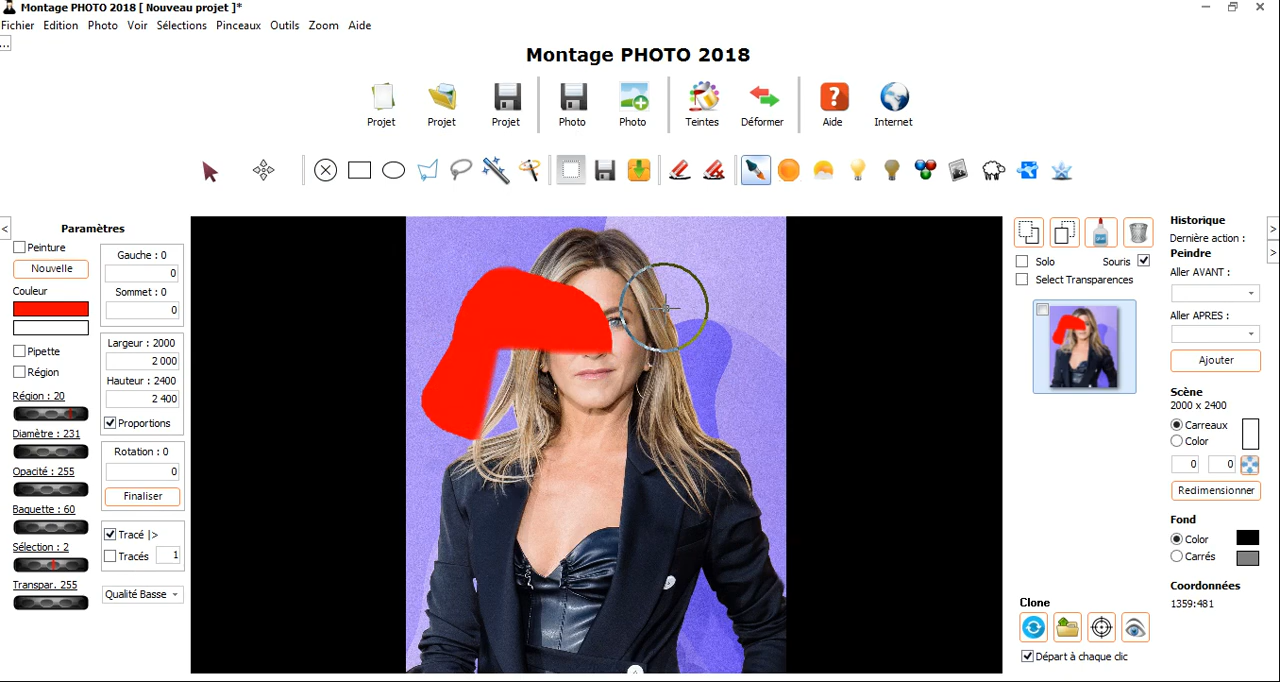 Montage PHOTO 2018 [ Nouveau projet ]*
Fichier Edition Photo Voir Sélections Pinceaux Outils Zoom Aide
...
Montage PHOTO 2018
Projet Projet Projet Photo Photo Teintes Déformer Aide Internet
<
Paramètres
Peinture
Nouvelle
Couleur
Pipette
Région
Région : 20
Diamètre : 231
Opacité : 255
Baguette : 60
Sélection : 2
Transpar. 255
Gauche : 0
0
Sommet : 0
0
Largeur : 2000
2 000
Hauteur : 2400
2 400
Proportions
Rotation : 0
0
Finaliser
Tracé |>
Tracés 1
Qualité Basse
Solo Souris
Select Transparences
Clone
Départ à chaque clic
Historique
Dernière action :
Peindre
Aller AVANT :
Aller APRES :
Ajouter
Scène
2000 x 2400
Carreaux
Color
0 0
Redimensionner
Fond
Color
Carrés
Coordonnées
1359:481
>
>